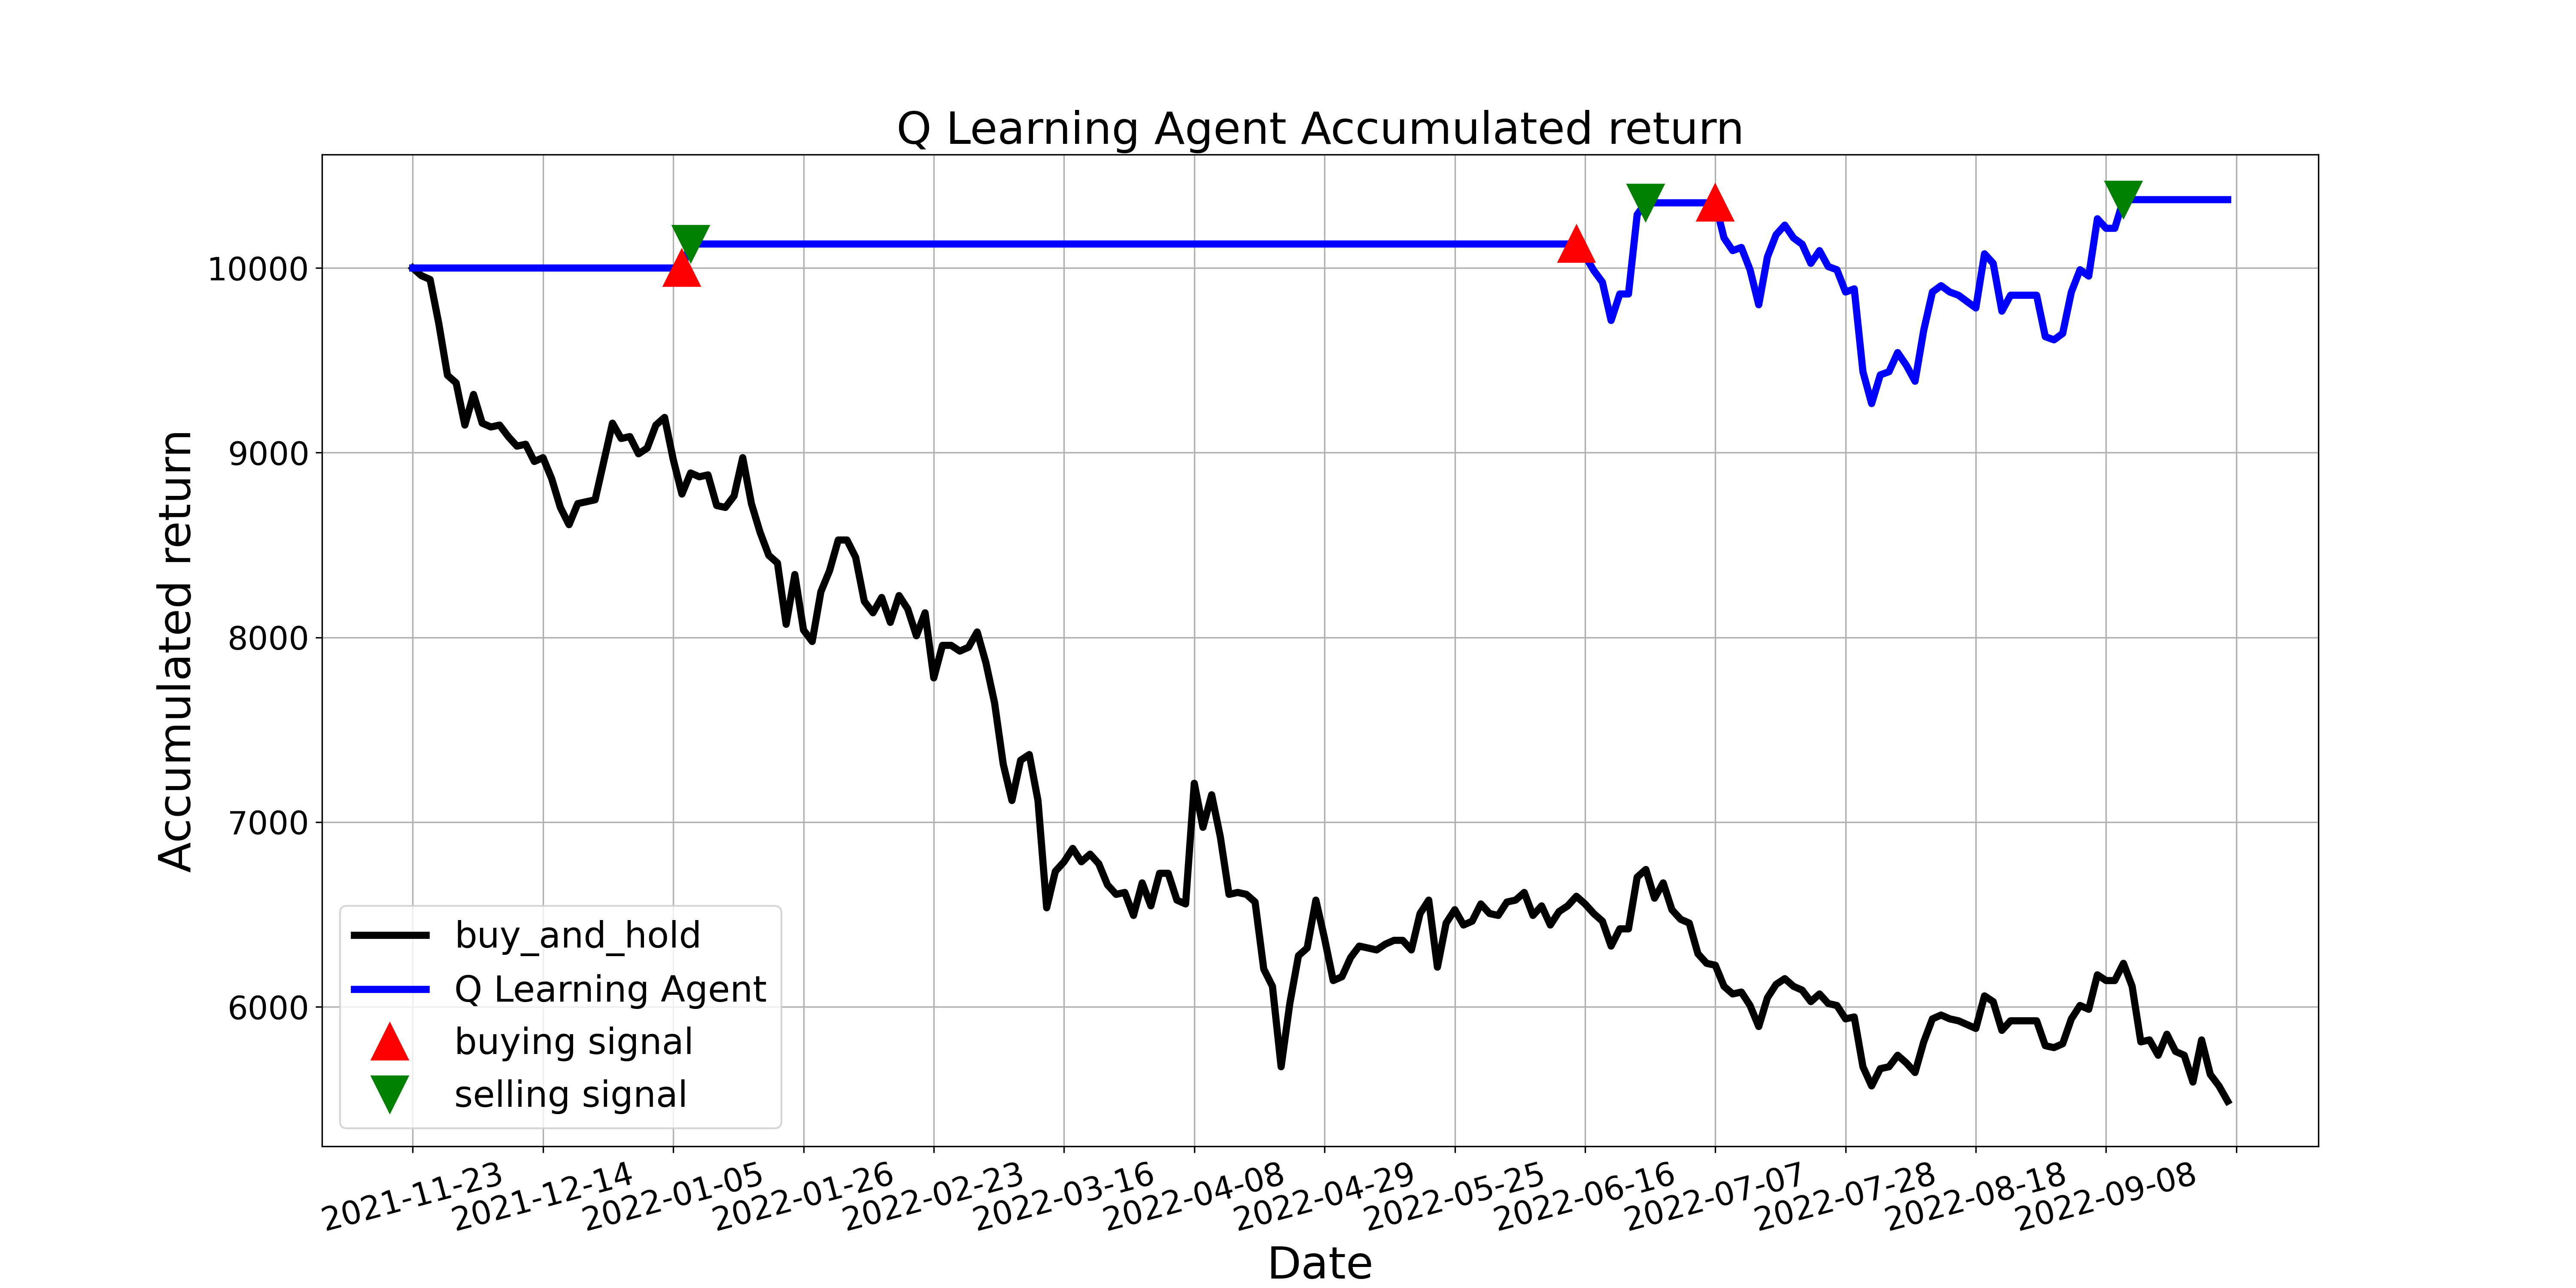 Q Learning Agent Accumulated return
Accumulated return
10000
9000
8000
7000
6000
buy_and_hold
Q Learning Agent
buying signal
selling signal
2021-11-23
2021-12-14
2022-01-05
2022-01-26
2022-02-23
2022-03-16
2022-04-08
2022-04-29
2022-05-25
2022-06-16
2022-07-07
2022-07-28
2022-08-18
2022-09-08
Date